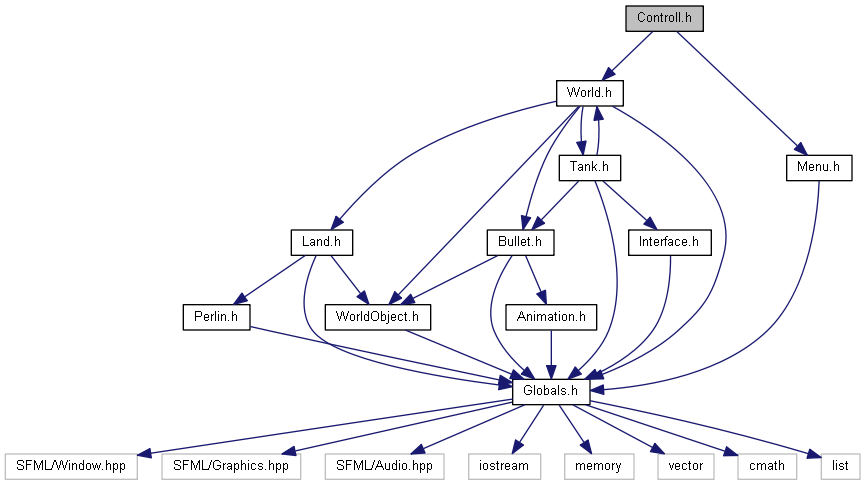 Controll.h
World.h
Tank.h
Menu.h
Land.h
Bullet.h
Interface.h
Perlin.h
WorldObject.h
Animation.h
Globals.h
SFML/Window.hpp
SFML/Graphics.hpp
SFML/Audio.hpp
iostream
memory
vector
cmath
list